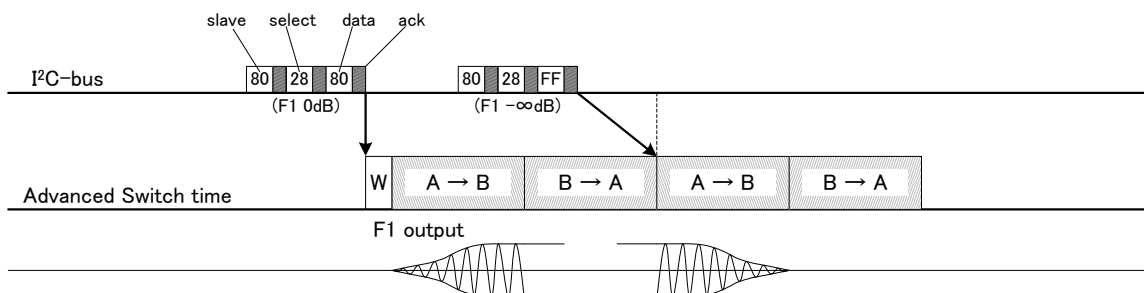 slave select data ack
I²C-bus 80 28 80 80 28 FF
(F1 0dB) (F1 −∞dB)
Advanced Switch time W A → B B → A A → B B → A
F1 output